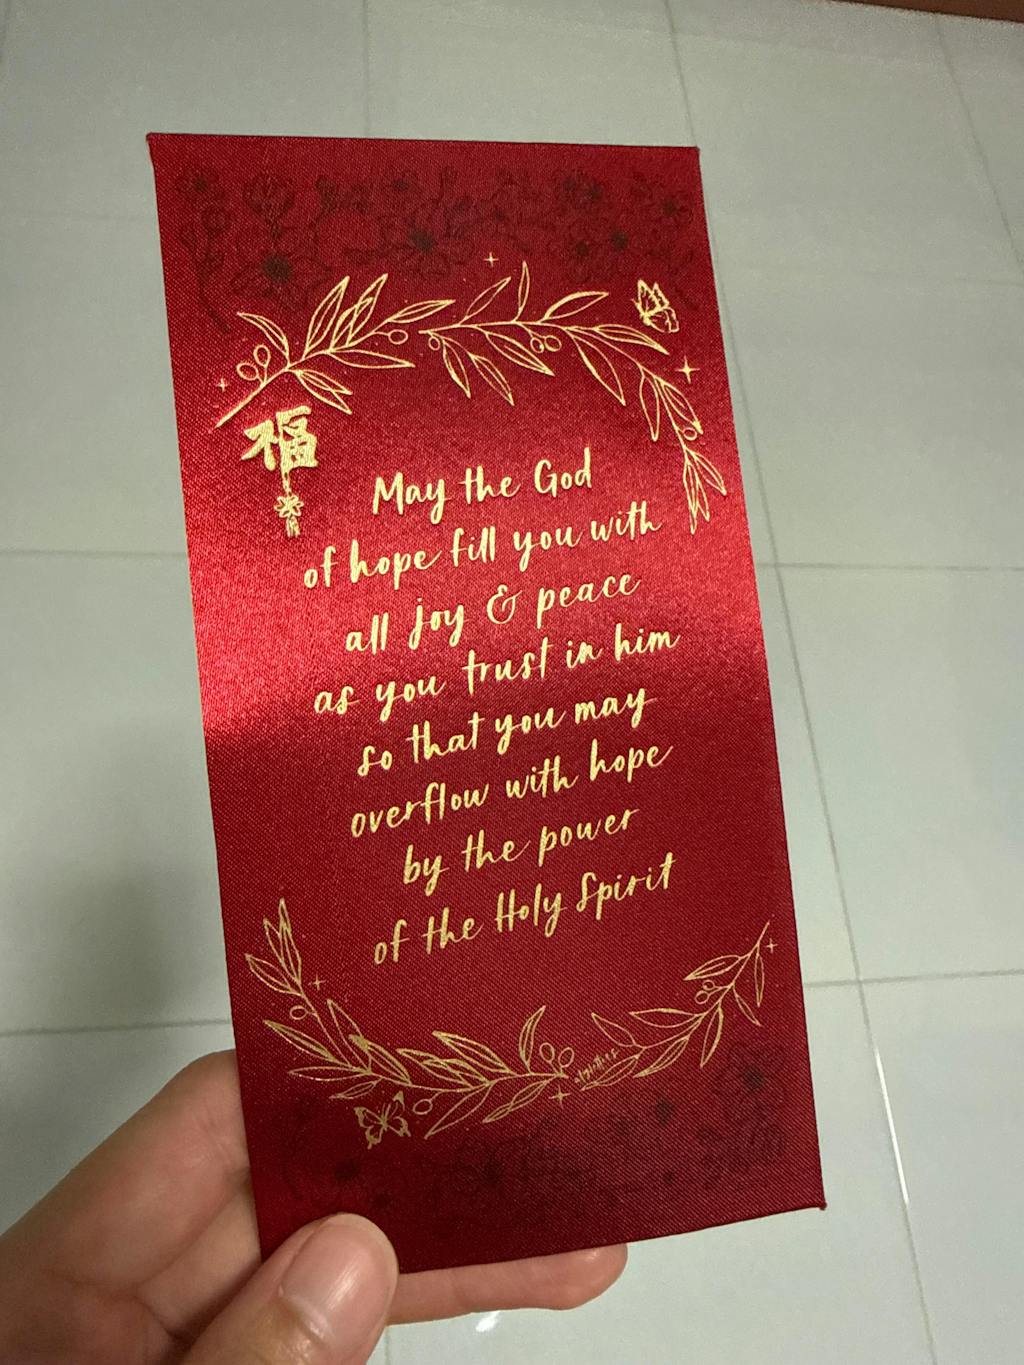 福
May the God
of hope fill you with
all joy & peace
as you trust in him
so that you may
overflow with hope
by the power
of the Holy Spirit